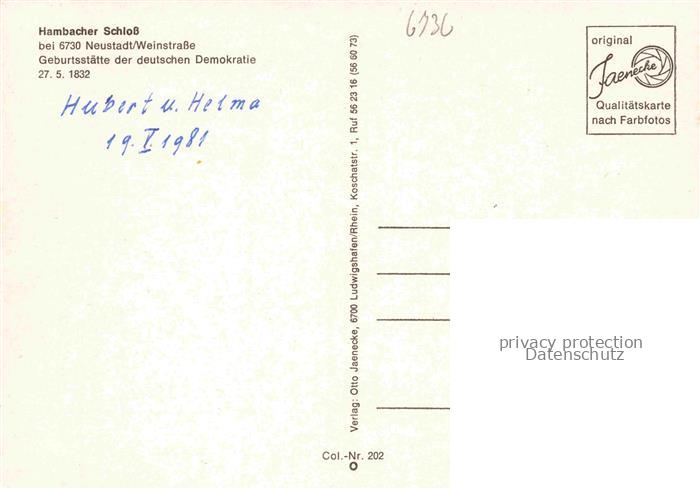 Hambacher Schloß
bei 6730 Neustadt/Weinstraße
Geburtsstätte der deutschen Demokratie
27. 5. 1832
Hubert u. Helma
19. V. 1981
6730
Verlag: Otto Jaenecke, 6700 Ludwigshafen/Rhein, Koschatstr. 1, Ruf 56 23 16 (56 60 73)
original
Jaenecke
Qualitätskarte
nach Farbfotos
privacy protection
Datenschutz
Col.-Nr. 202